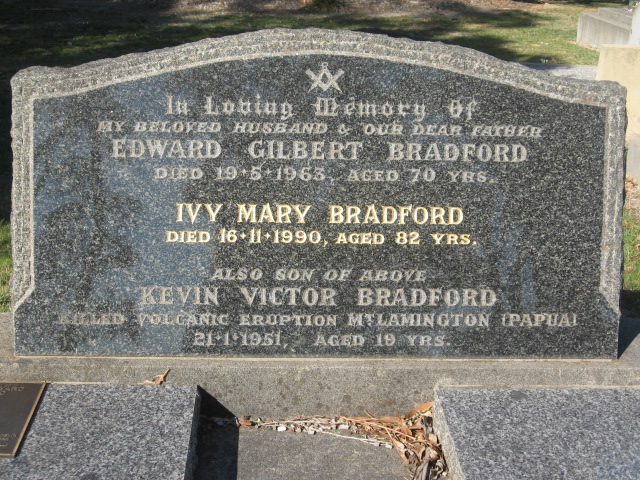 In Loving Memory Of
MY BELOVED HUSBAND & OUR DEAR FATHER
EDWARD GILBERT BRADFORD
DIED 19·5·1963, AGED 70 YRS.
IVY MARY BRADFORD
DIED 16·11·1990, AGED 82 YRS.
ALSO SON OF ABOVE
KEVIN VICTOR BRADFORD
KILLED VOLCANIC ERUPTION MT. LAMINGTON (PAPUA)
21·1·1951, AGED 19 YRS.